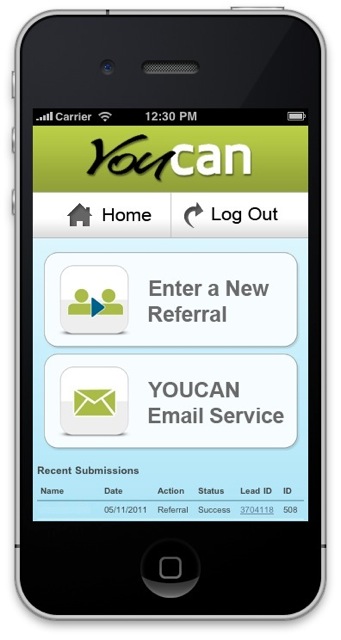 Carrier 12:30 PM
Youcan
Home Log Out
Enter a New
Referral
YOUCAN
Email Service
Recent Submissions
Name Date Action Status Lead ID ID
05/11/2011 Referral Success 3704118 508